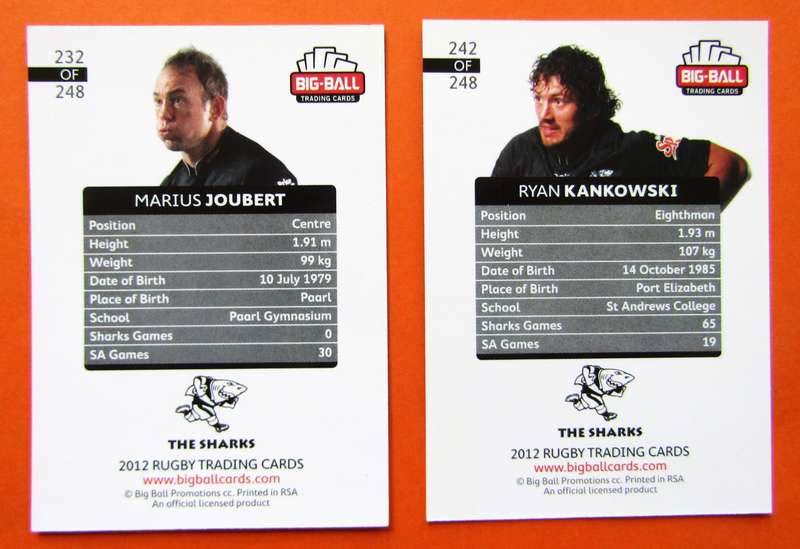 232
OF
248
BIG-BALL
TRADING CARDS
MARIUS JOUBERT
Position Centre
Height 1.91 m
Weight 99 kg
Date of Birth 10 July 1979
Place of Birth Paarl
School Paarl Gymnasium
Sharks Games 0
SA Games 30
THE SHARKS
2012 RUGBY TRADING CARDS
www.bigballcards.com
© Big Ball Promotions cc. Printed in RSA
An official licensed product
242
OF
248
BIG-BALL
TRADING CARDS
RYAN KANKOWSKI
Position Eighthman
Height 1.93 m
Weight 107 kg
Date of Birth 14 October 1985
Place of Birth Port Elizabeth
School St Andrews College
Sharks Games 65
SA Games 19
THE SHARKS
2012 RUGBY TRADING CARDS
www.bigballcards.com
© Big Ball Promotions cc. Printed in RSA
An official licensed product